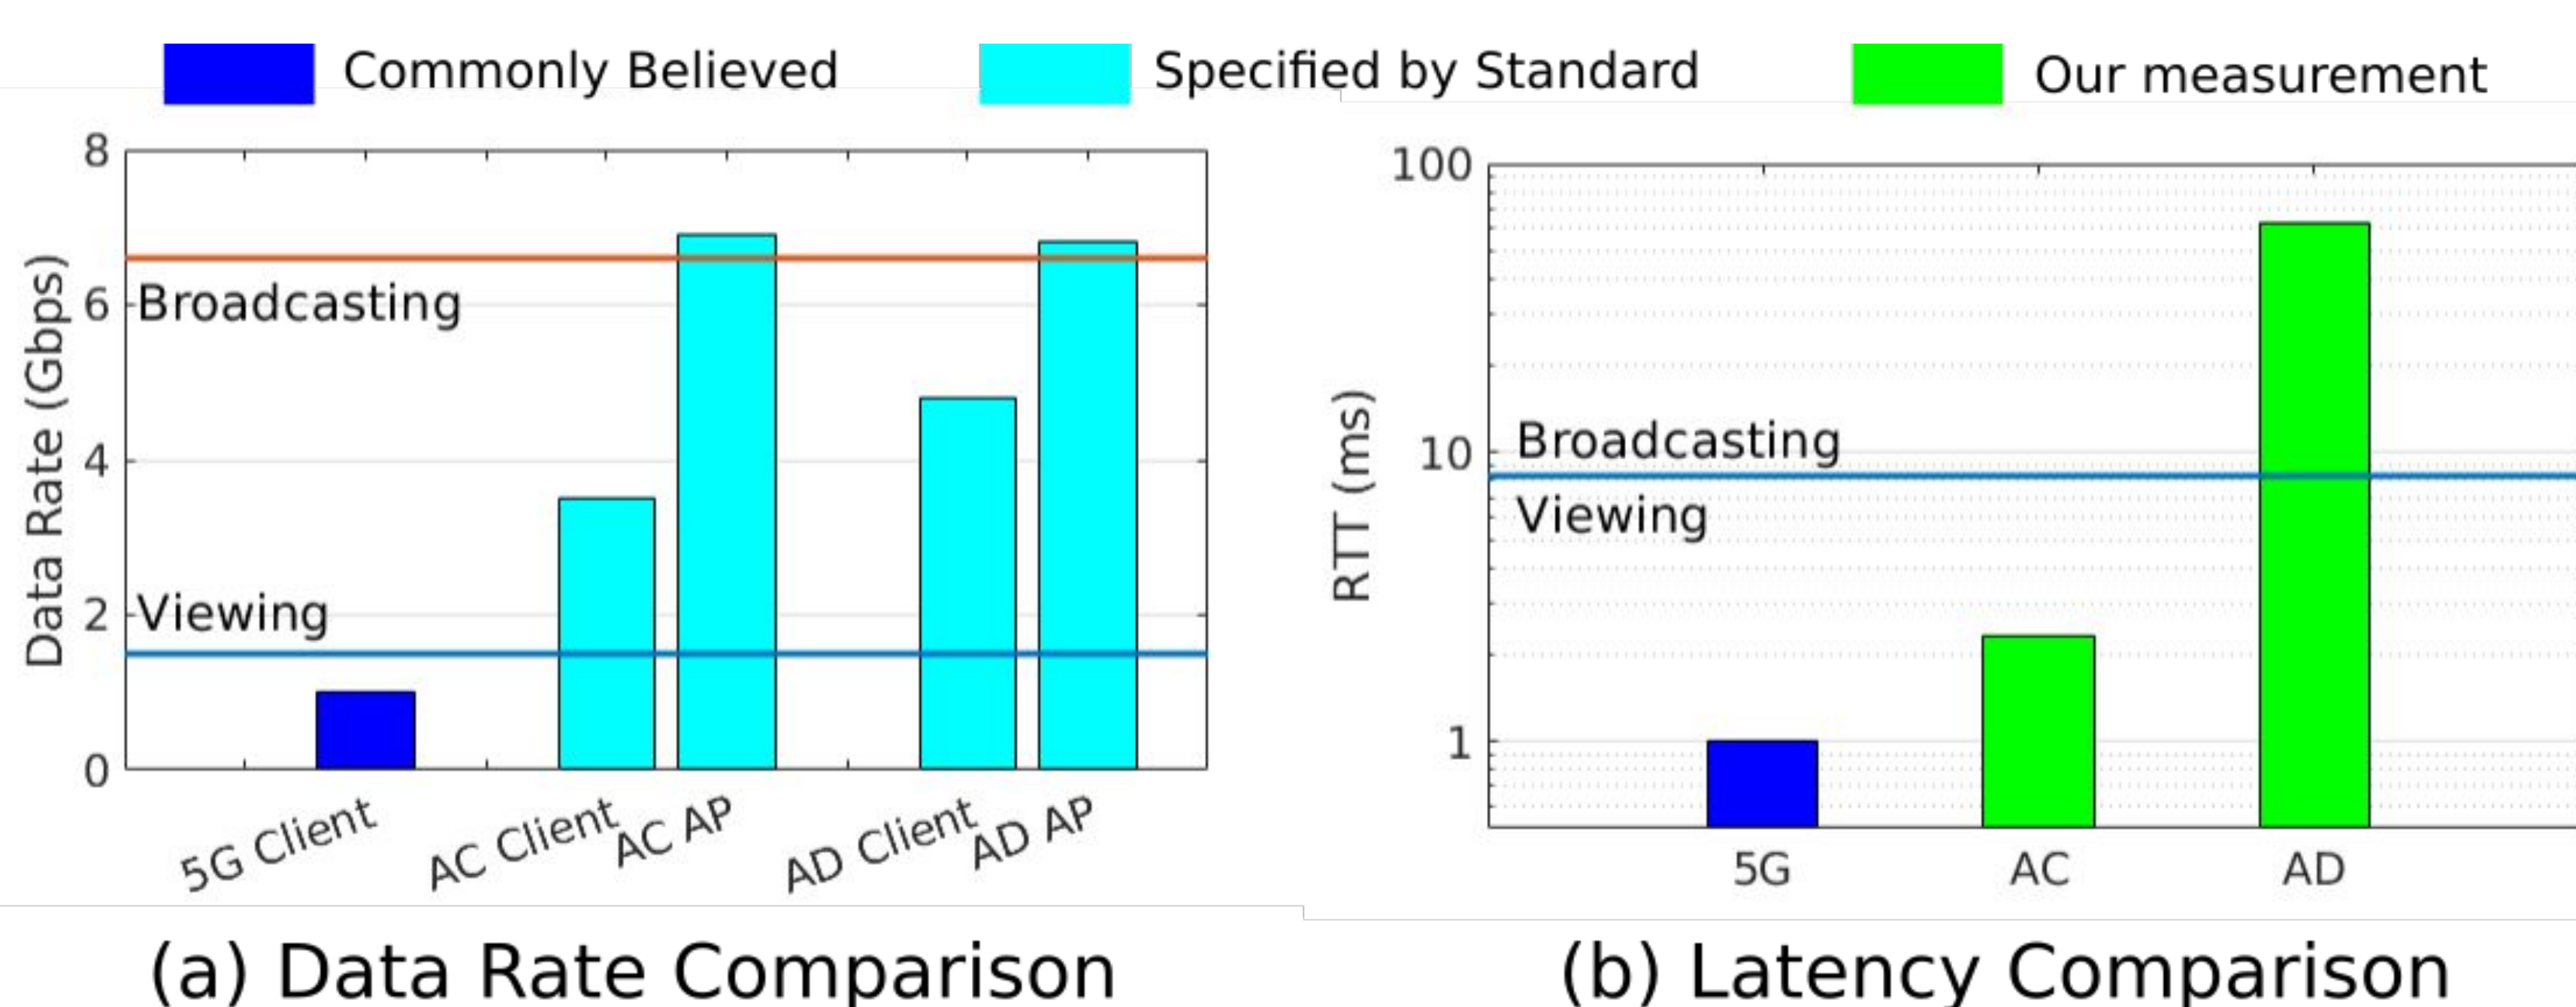 Commonly Believed
Specified by Standard
Our measurement
Data Rate (Gbps)
8
6
4
2
0
Broadcasting
Viewing
5G Client
AC Client
AC AP
AD Client
AD AP
(a) Data Rate Comparison
RTT (ms)
100
10
1
Broadcasting
Viewing
5G
AC
AD
(b) Latency Comparison